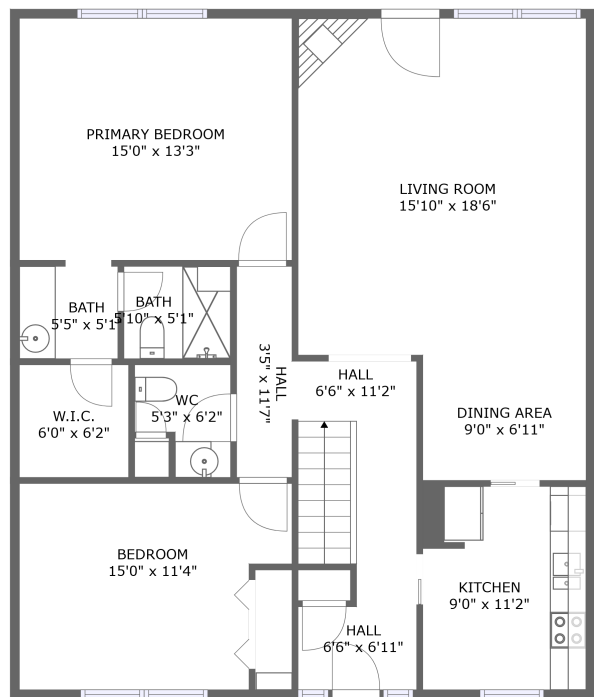 PRIMARY BEDROOM
15'0" x 13'3"
LIVING ROOM
15'10" x 18'6"
BATH
5'5" x 5'1"
BATH
5'10" x 5'1"
HALL
3'5" x 11'7"
HALL
6'6" x 11'2"
WC
5'3" x 6'2"
W.I.C.
6'0" x 6'2"
DINING AREA
9'0" x 6'11"
BEDROOM
15'0" x 11'4"
KITCHEN
9'0" x 11'2"
HALL
6'6" x 6'11"